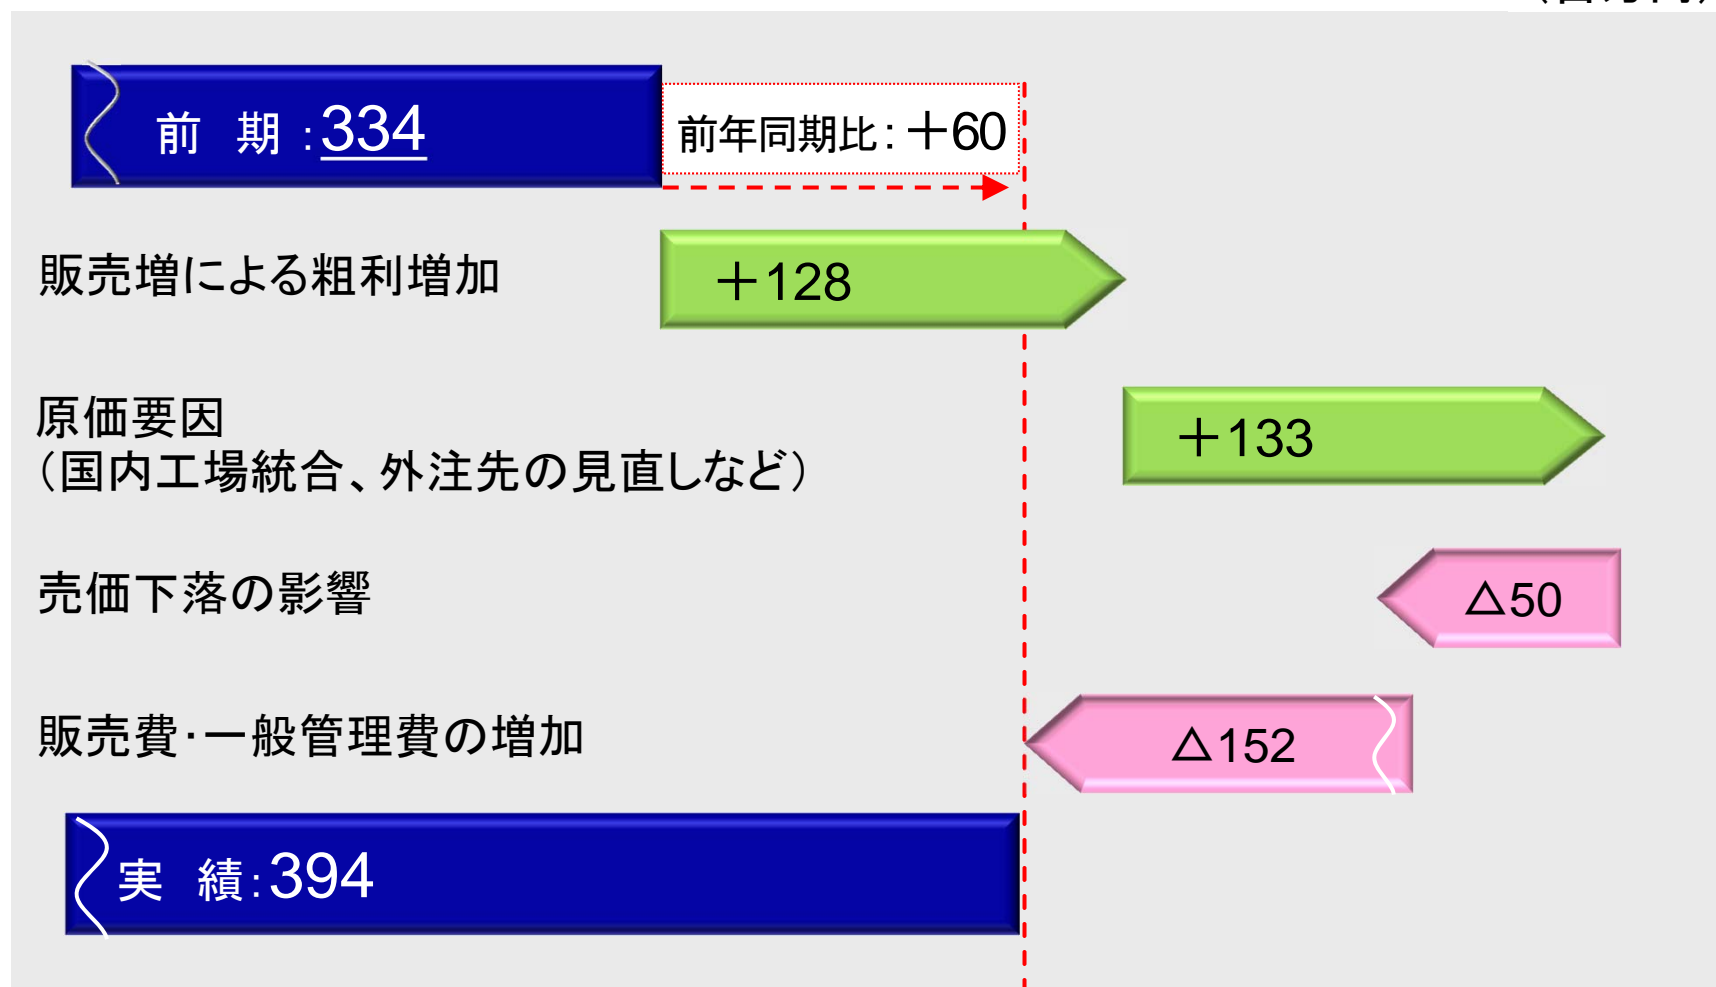 前 期：334
前年同期比：＋60
販売増による粗利増加
＋128
原価要因
（国内工場統合、外注先の見直しなど）
＋133
売価下落の影響
△50
販売費・一般管理費の増加
△152
実 績：394